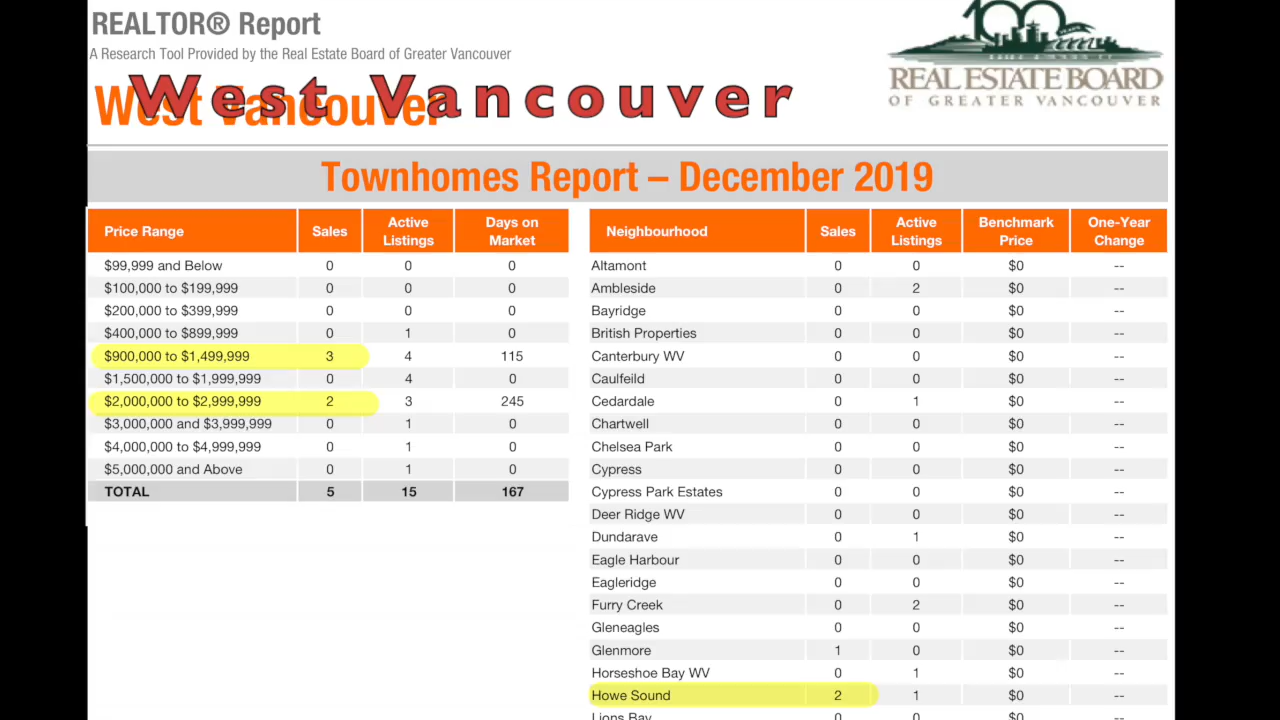 REALTOR® Report
A Research Tool Provided by the Real Estate Board of Greater Vancouver
100
YEARS
REAL ESTATE BOARD
OF GREATER VANCOUVER
West Vancouver
West Vancouver
Townhomes Report – December 2019
Price Range Sales Active Listings Days on Market
$99,999 and Below 0 0 0
$100,000 to $199,999 0 0 0
$200,000 to $399,999 0 0 0
$400,000 to $899,999 0 1 0
$900,000 to $1,499,999 3 4 115
$1,500,000 to $1,999,999 0 4 0
$2,000,000 to $2,999,999 2 3 245
$3,000,000 and $3,999,999 0 1 0
$4,000,000 to $4,999,999 0 1 0
$5,000,000 and Above 0 1 0
TOTAL 5 15 167
Neighbourhood Sales Active Listings Benchmark Price One-Year Change
Altamont 0 0 $0 --
Ambleside 0 2 $0 --
Bayridge 0 0 $0 --
British Properties 0 0 $0 --
Canterbury WV 0 0 $0 --
Caulfeild 0 0 $0 --
Cedardale 0 1 $0 --
Chartwell 0 0 $0 --
Chelsea Park 0 0 $0 --
Cypress 0 0 $0 --
Cypress Park Estates 0 0 $0 --
Deer Ridge WV 0 0 $0 --
Dundarave 0 1 $0 --
Eagle Harbour 0 0 $0 --
Eagleridge 0 0 $0 --
Furry Creek 0 2 $0 --
Gleneagles 0 0 $0 --
Glenmore 1 0 $0 --
Horseshoe Bay WV 0 1 $0 --
Howe Sound 2 1 $0 --
Lions Bay 0 0 $0 --